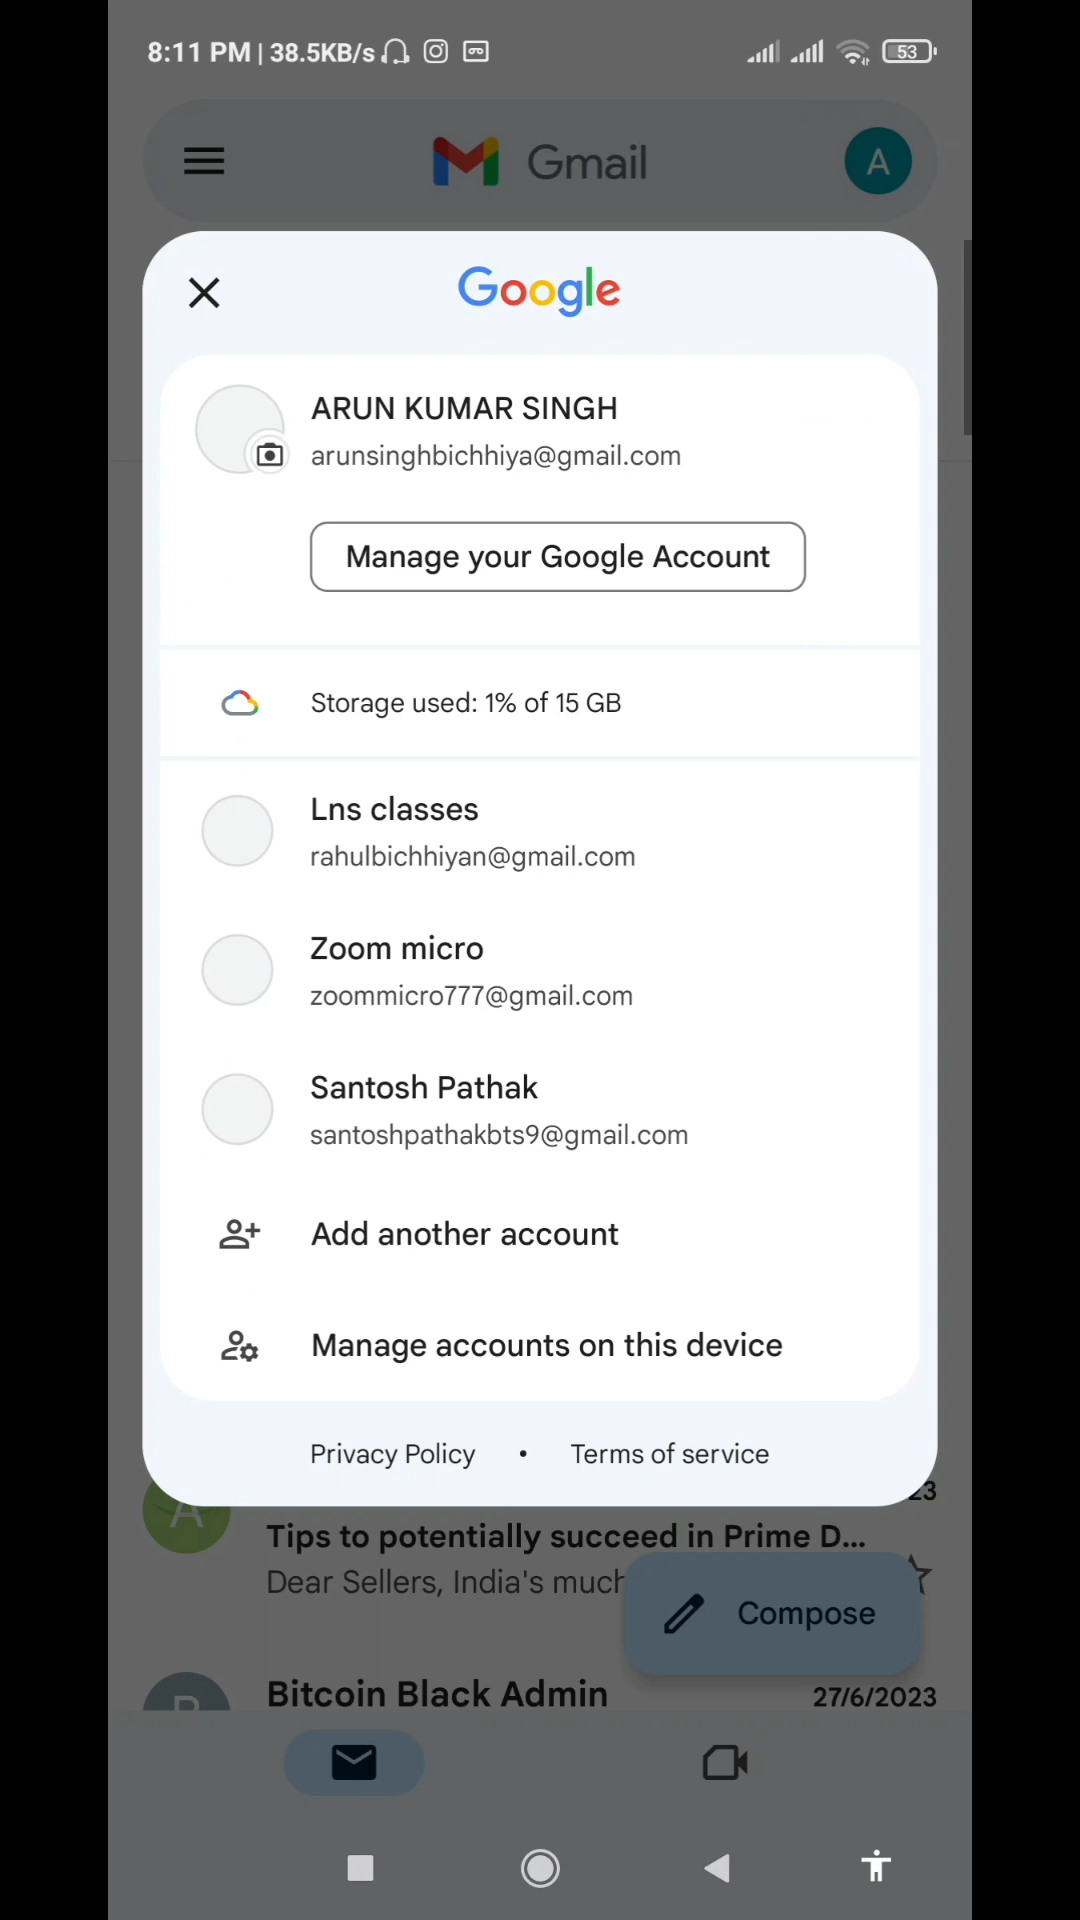 8:11 PM | 38.5KB/s
53
Gmail
A
Google
ARUN KUMAR SINGH
arunsinghbichhiya@gmail.com
Manage your Google Account
Storage used: 1% of 15 GB
Lns classes
rahulbichhiyan@gmail.com
Zoom micro
zoommicro777@gmail.com
Santosh Pathak
santoshpathakbts9@gmail.com
Add another account
Manage accounts on this device
Privacy Policy • Terms of service
A
23
Tips to potentially succeed in Prime D...
Dear Sellers, India's much
Compose
Bitcoin Black Admin
27/6/2023